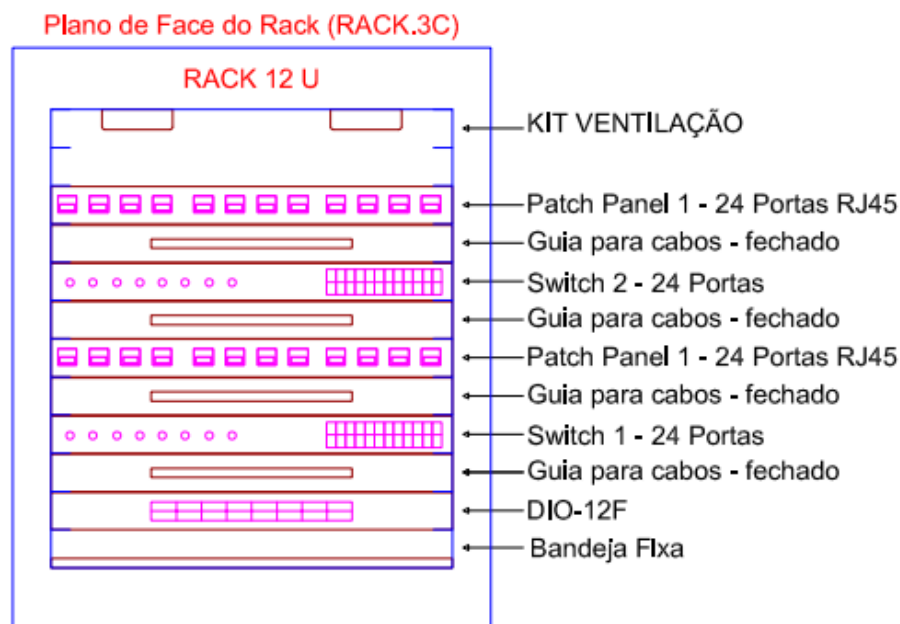 Plano de Face do Rack (RACK.3C)
RACK 12 U
KIT VENTILAÇÃO
Patch Panel 1 - 24 Portas RJ45
Guia para cabos - fechado
Switch 2 - 24 Portas
Guia para cabos - fechado
Patch Panel 1 - 24 Portas RJ45
Guia para cabos - fechado
Switch 1 - 24 Portas
Guia para cabos - fechado
DIO-12F
Bandeja FIxa